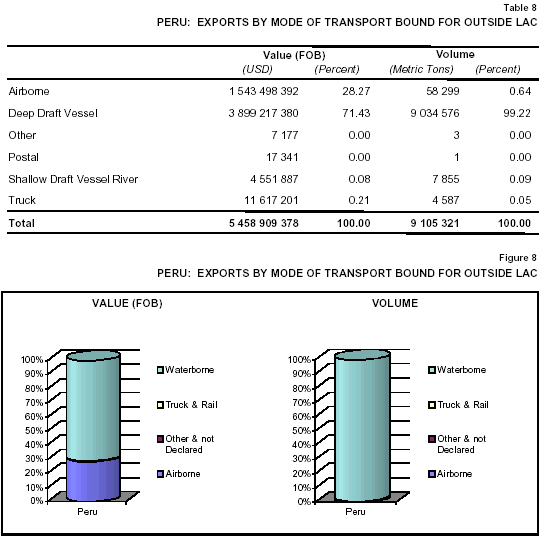 Table 8
PERU: EXPORTS BY MODE OF TRANSPORT BOUND FOR OUTSIDE LAC
Value (FOB) Volume
(USD) (Percent) (Metric Tons) (Percent)
Airborne 1 543 498 392 28.27 58 299 0.64
Deep Draft Vessel 3 899 217 380 71.43 9 034 576 99.22
Other 7 177 0.00 3 0.00
Postal 17 341 0.00 1 0.00
Shallow Draft Vessel River 4 551 887 0.08 7 855 0.09
Truck 11 617 201 0.21 4 587 0.05
Total 5 458 909 378 100.00 9 105 321 100.00
Figure 8
PERU: EXPORTS BY MODE OF TRANSPORT BOUND FOR OUTSIDE LAC
VALUE (FOB)
100%
90%
80%
70%
60%
50%
40%
30%
20%
10%
0%
Peru
Waterborne
Truck & Rail
Other & not
Declared
Airborne
VOLUME
100%
90%
80%
70%
60%
50%
40%
30%
20%
10%
0%
Peru
Waterborne
Truck & Rail
Other & not
Declared
Airborne